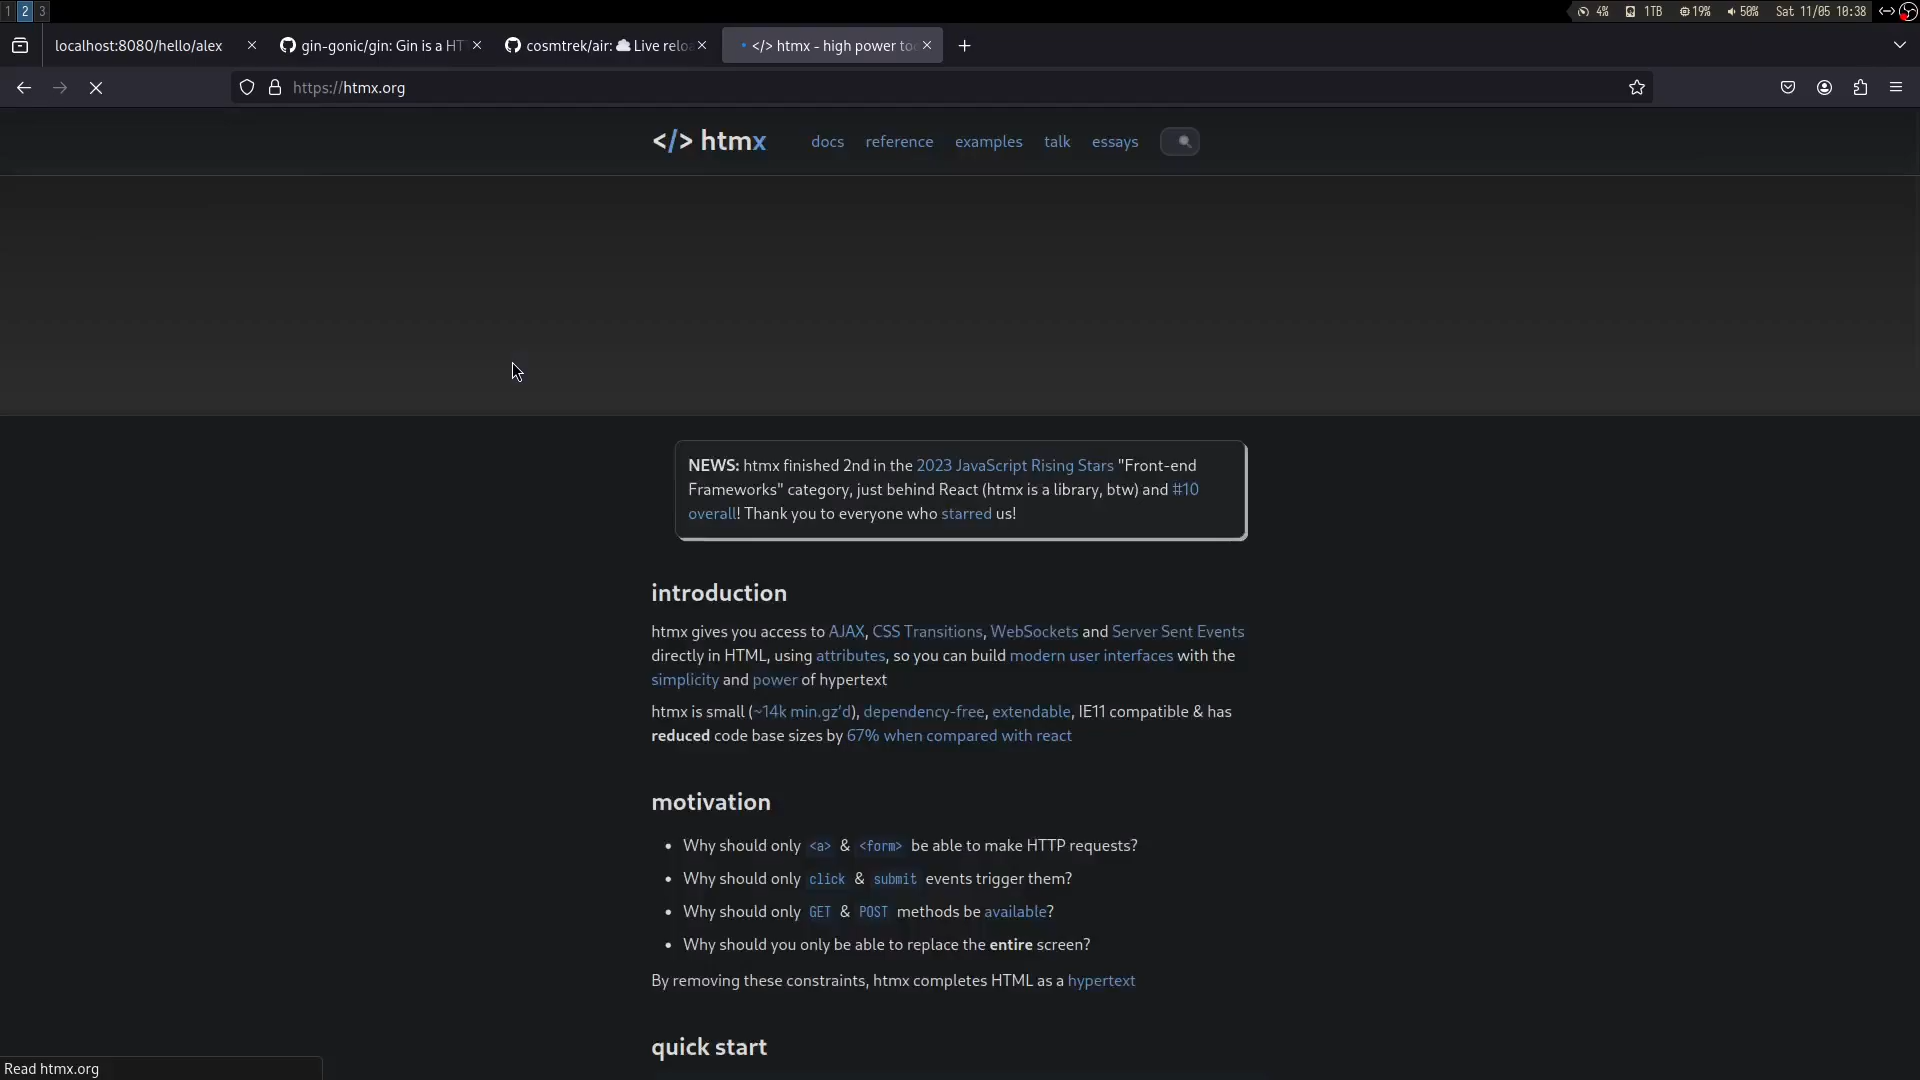 1 2 3
4% 1TB 19% 50% Sat 11/05 10:38
localhost:8080/hello/alex
gin-gonic/gin: Gin is a HT
cosmtrek/air: ☁️ Live relo
</> htmx - high power to
https://htmx.org
</> htmx
docs reference examples talk essays
NEWS: htmx finished 2nd in the 2023 JavaScript Rising Stars "Front-end
Frameworks" category, just behind React (htmx is a library, btw) and #10
overall! Thank you to everyone who starred us!
introduction
htmx gives you access to AJAX, CSS Transitions, WebSockets and Server Sent Events
directly in HTML, using attributes, so you can build modern user interfaces with the
simplicity and power of hypertext
htmx is small (~14k min.gz'd), dependency-free, extendable, IE11 compatible & has
reduced code base sizes by 67% when compared with react
motivation
• Why should only <a> & <form> be able to make HTTP requests?
• Why should only click & submit events trigger them?
• Why should only GET & POST methods be available?
• Why should you only be able to replace the entire screen?
By removing these constraints, htmx completes HTML as a hypertext
quick start
Read htmx.org